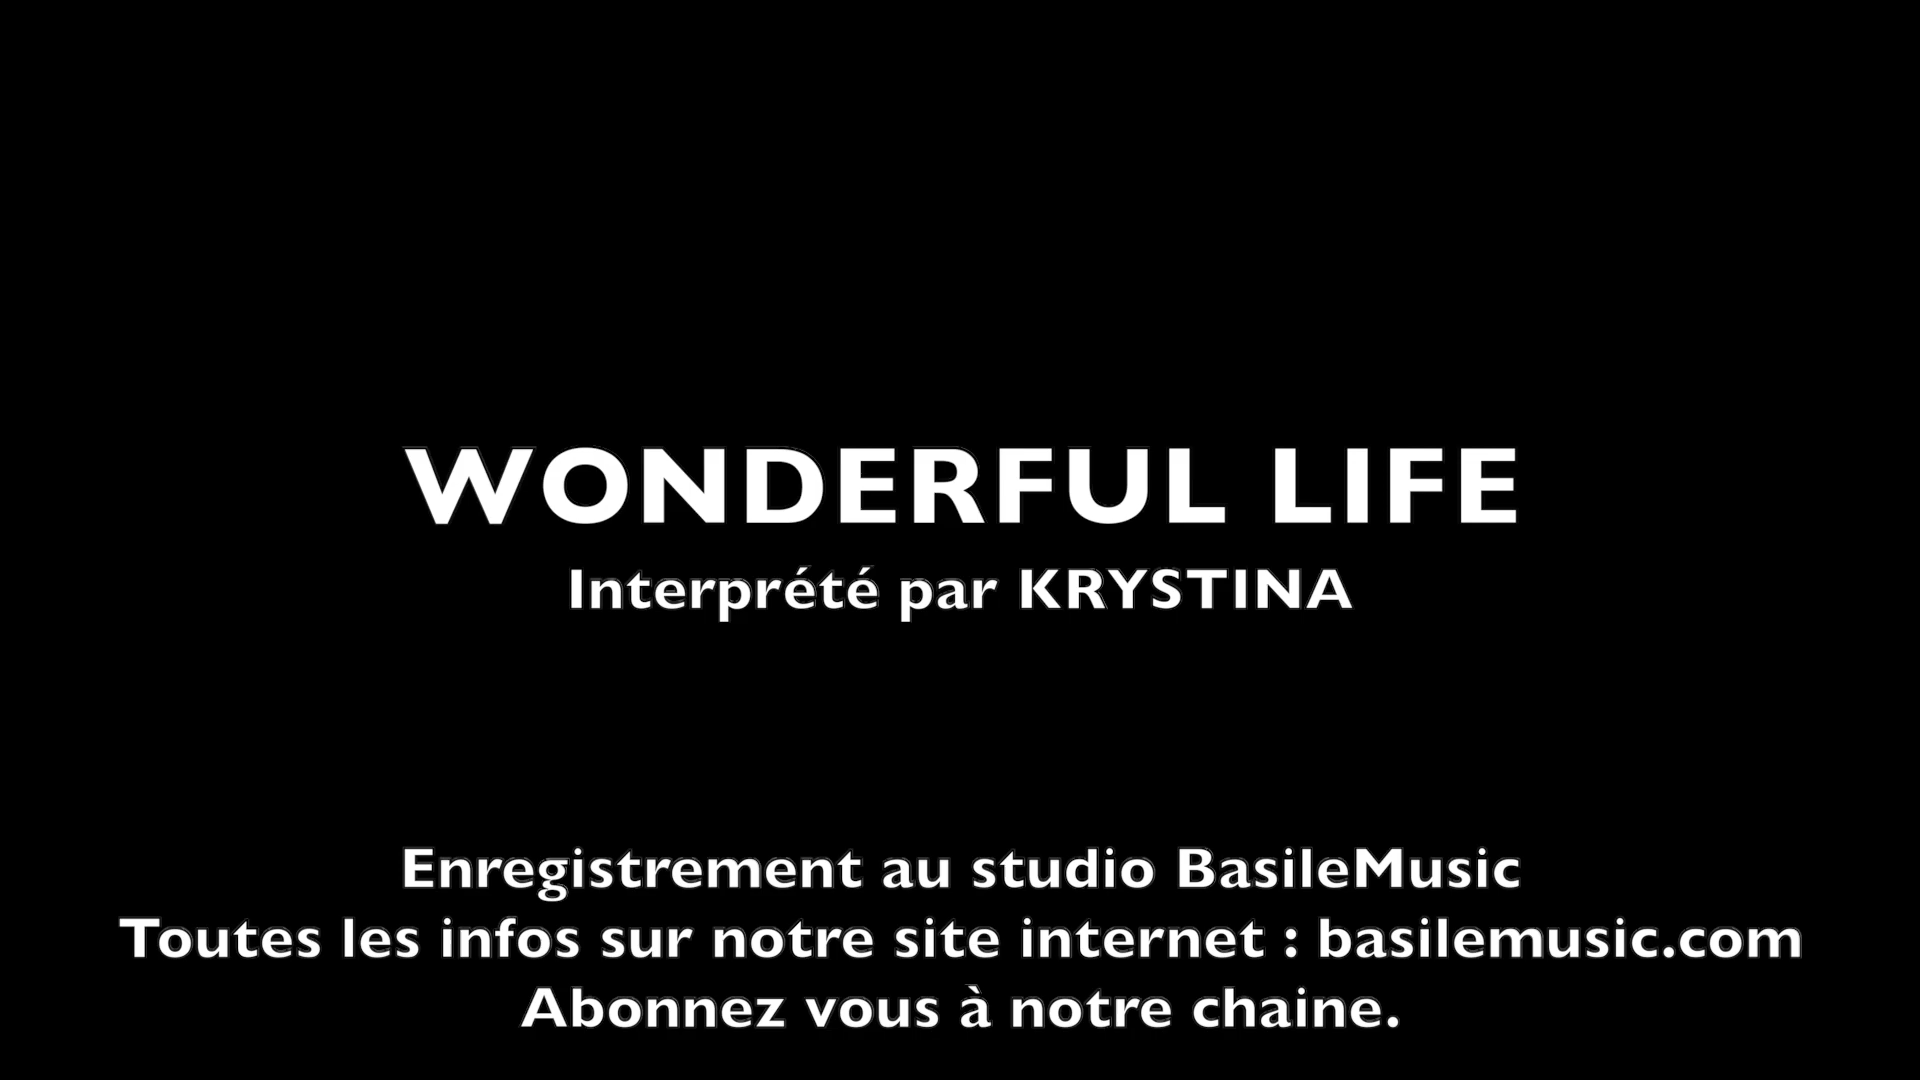 WONDERFUL LIFE
Interprété par KRYSTINA
Enregistrement au studio BasileMusic
Toutes les infos sur notre site internet : basilemusic.com
Abonnez vous à notre chaine.